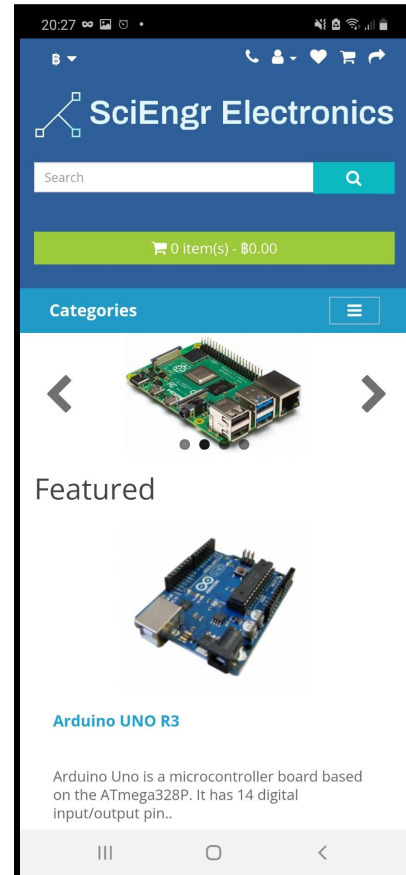 20:27
฿
SciEngr Electronics
Search
0 item(s) - ฿0.00
Categories
Featured
Arduino UNO R3
Arduino Uno is a microcontroller board based
on the ATmega328P. It has 14 digital
input/output pin..